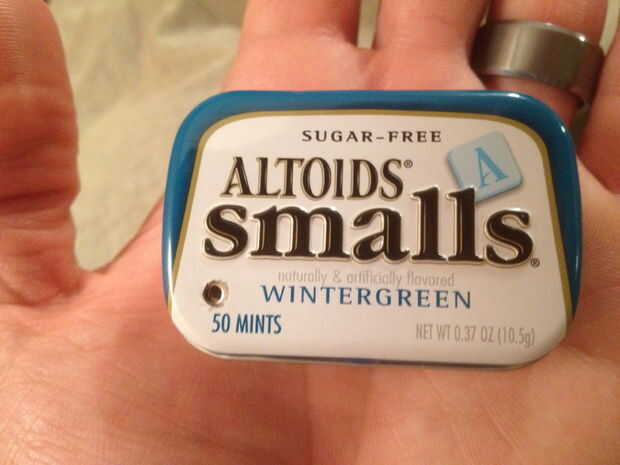 SUGAR-FREE
A
ALTOIDS®
smalls®
naturally & artificially flavored
WINTERGREEN
50 MINTS
NET WT 0.37 OZ (10.5g)